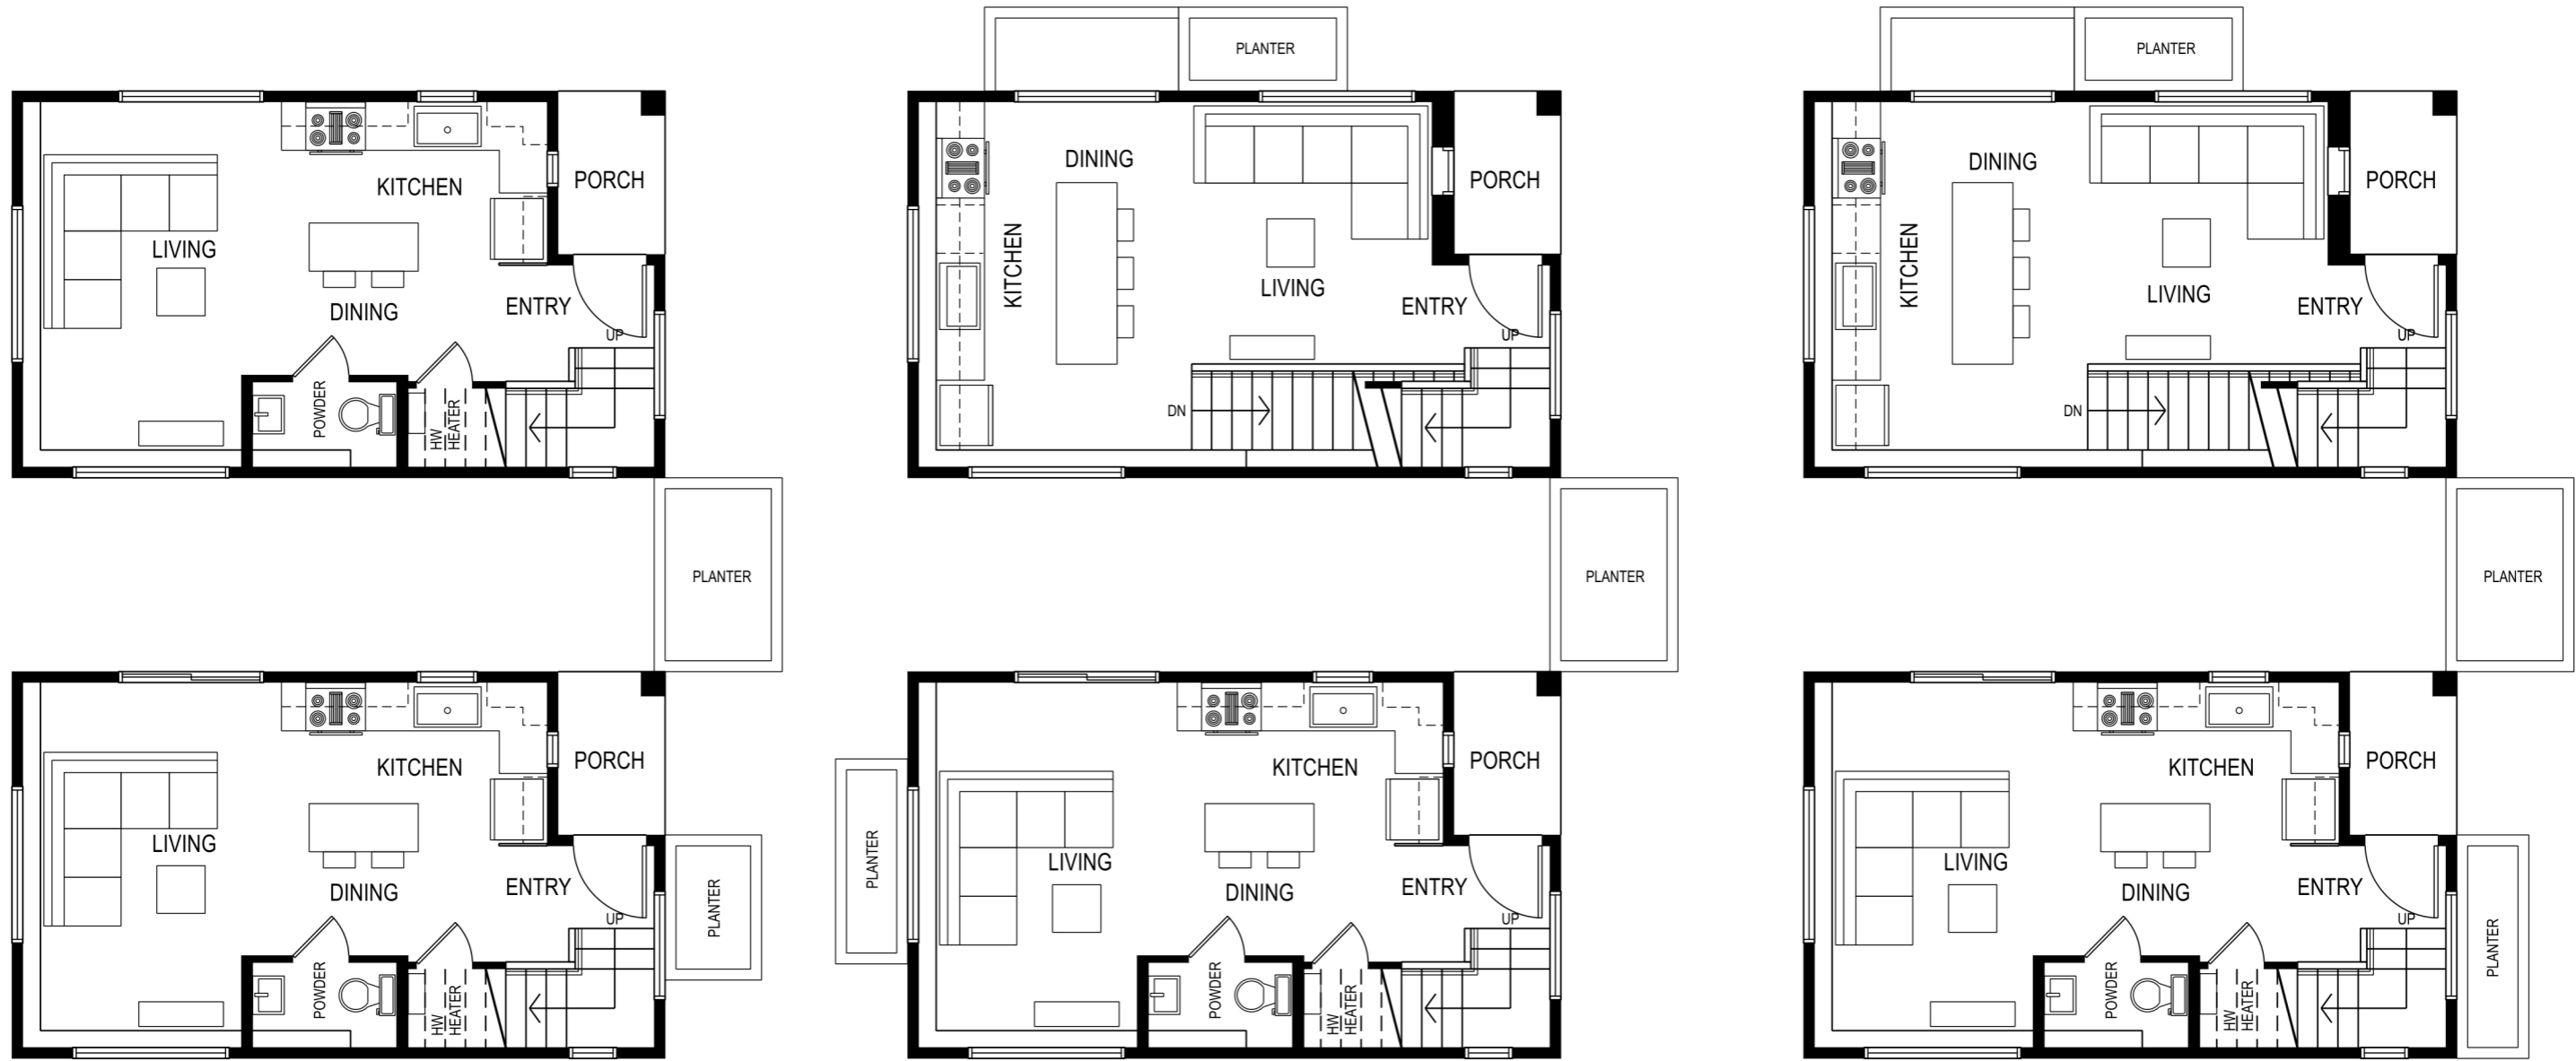 PLANTER
PLANTER
KITCHEN
PORCH
LIVING
DINING
ENTRY
UP
POWDER
HW
HEATER
DINING
PORCH
KITCHEN
LIVING
ENTRY
UP
DN
DINING
PORCH
KITCHEN
LIVING
ENTRY
UP
DN
PLANTER
PLANTER
PLANTER
KITCHEN
PORCH
LIVING
DINING
ENTRY
UP
PLANTER
POWDER
HW
HEATER
PLANTER
KITCHEN
PORCH
LIVING
DINING
ENTRY
UP
POWDER
HW
HEATER
KITCHEN
PORCH
LIVING
DINING
ENTRY
UP
PLANTER
POWDER
HW
HEATER